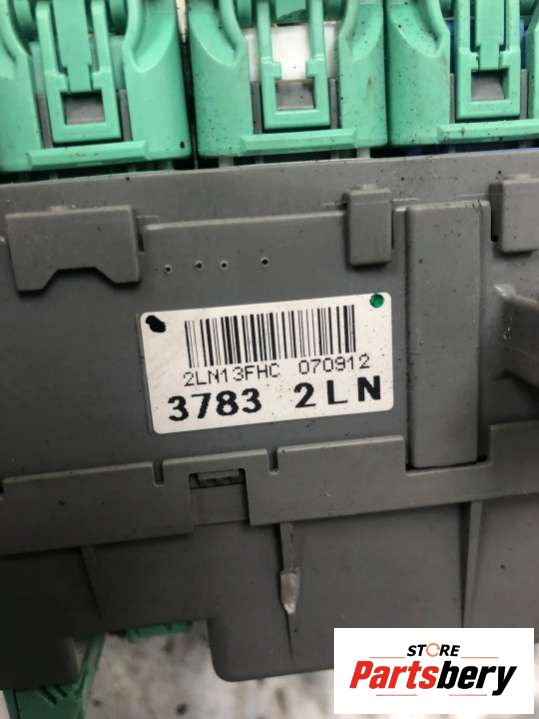 2LN13FHC 070912
3783 2LN
STORE
Partsbery